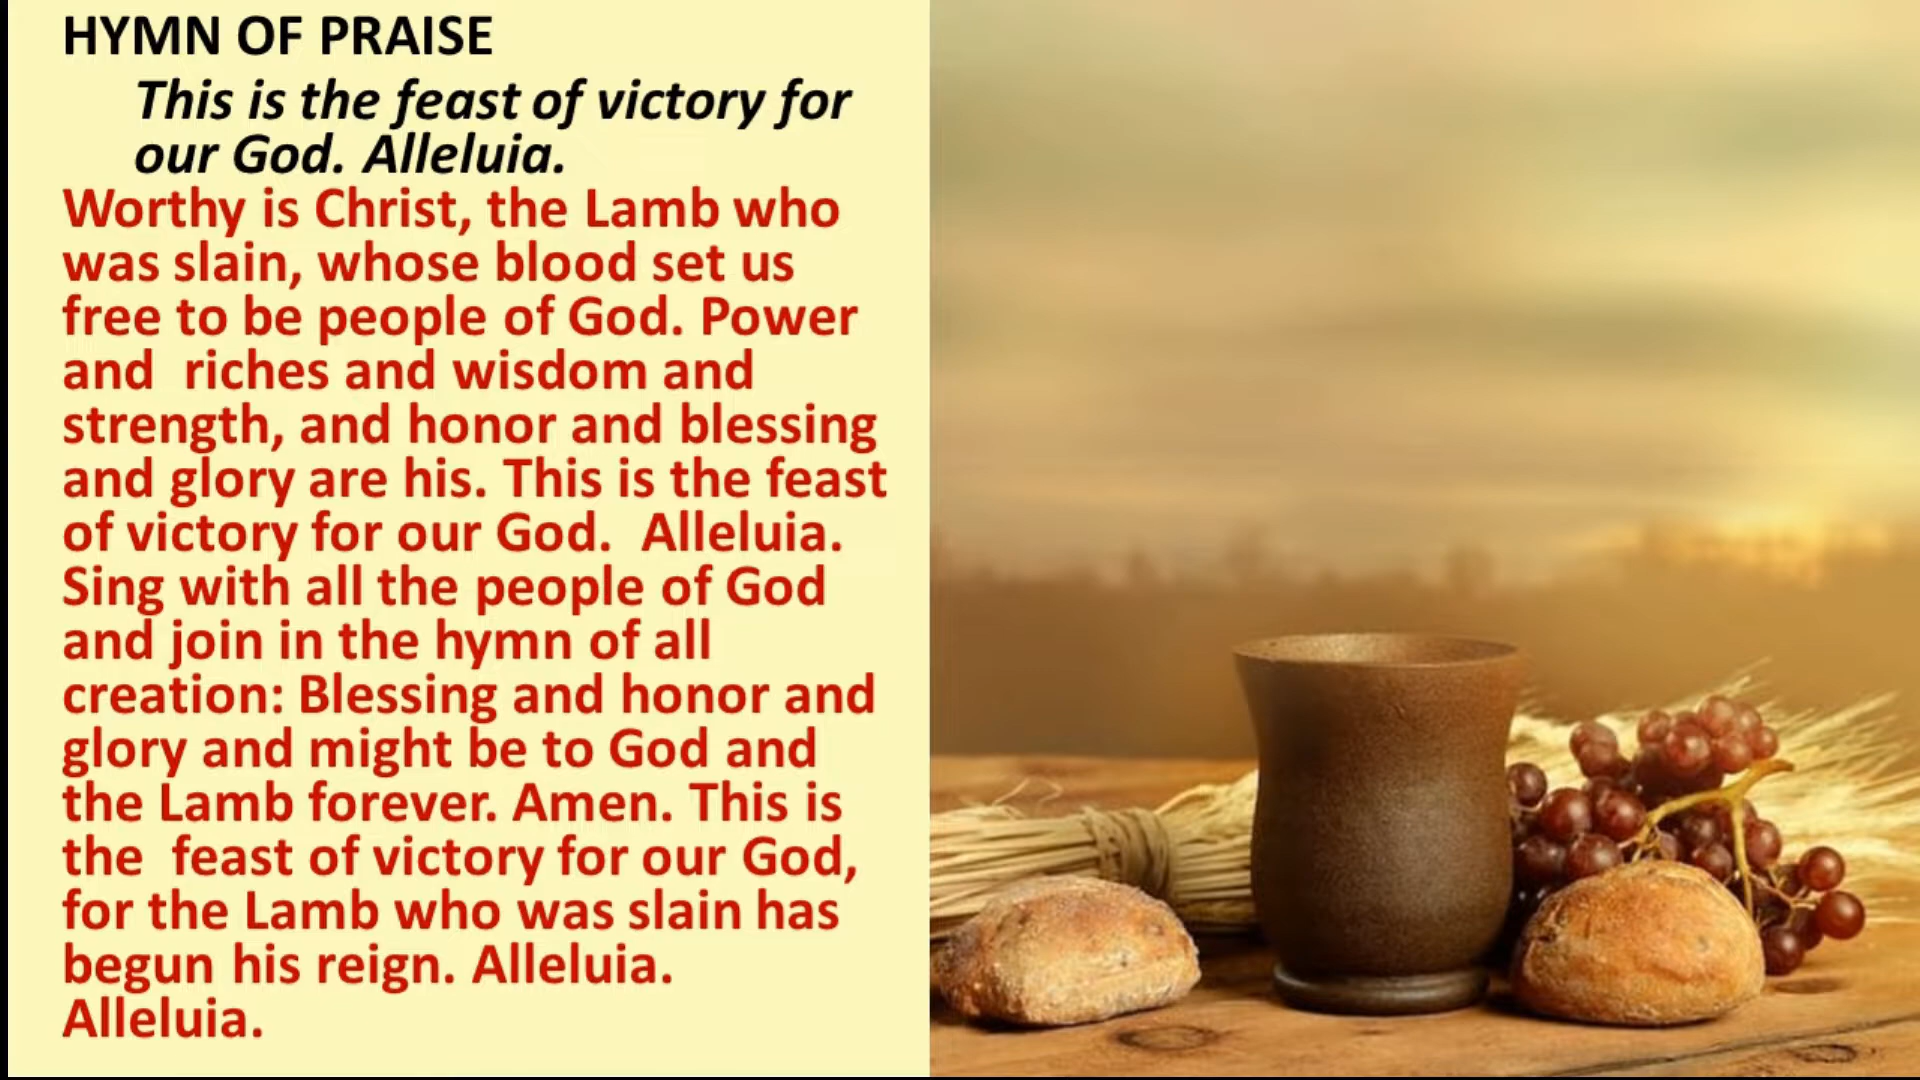 HYMN OF PRAISE
This is the feast of victory for
our God. Alleluia.
Worthy is Christ, the Lamb who
was slain, whose blood set us
free to be people of God. Power
and  riches and wisdom and
strength, and honor and blessing
and glory are his. This is the feast
of victory for our God.  Alleluia.
Sing with all the people of God
and join in the hymn of all
creation: Blessing and honor and
glory and might be to God and
the Lamb forever. Amen. This is
the  feast of victory for our God,
for the Lamb who was slain has
begun his reign. Alleluia.
Alleluia.